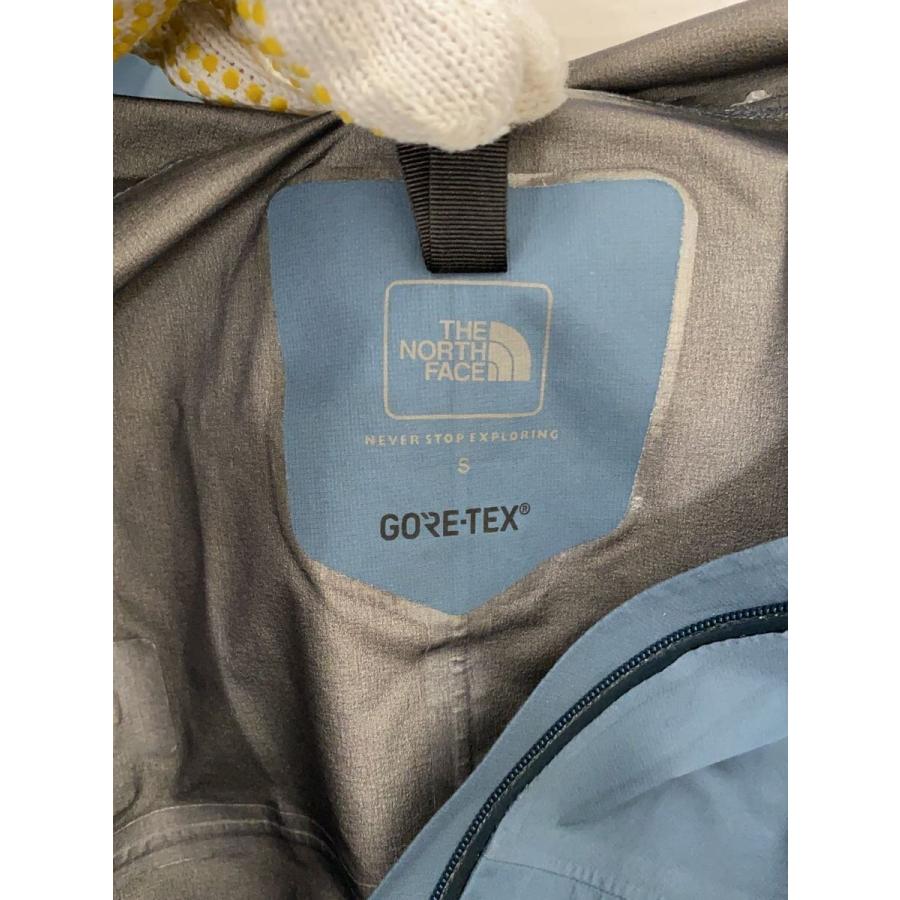 THE
NORTH
FACE
NEVER STOP EXPLORING
S
GORE-TEX®